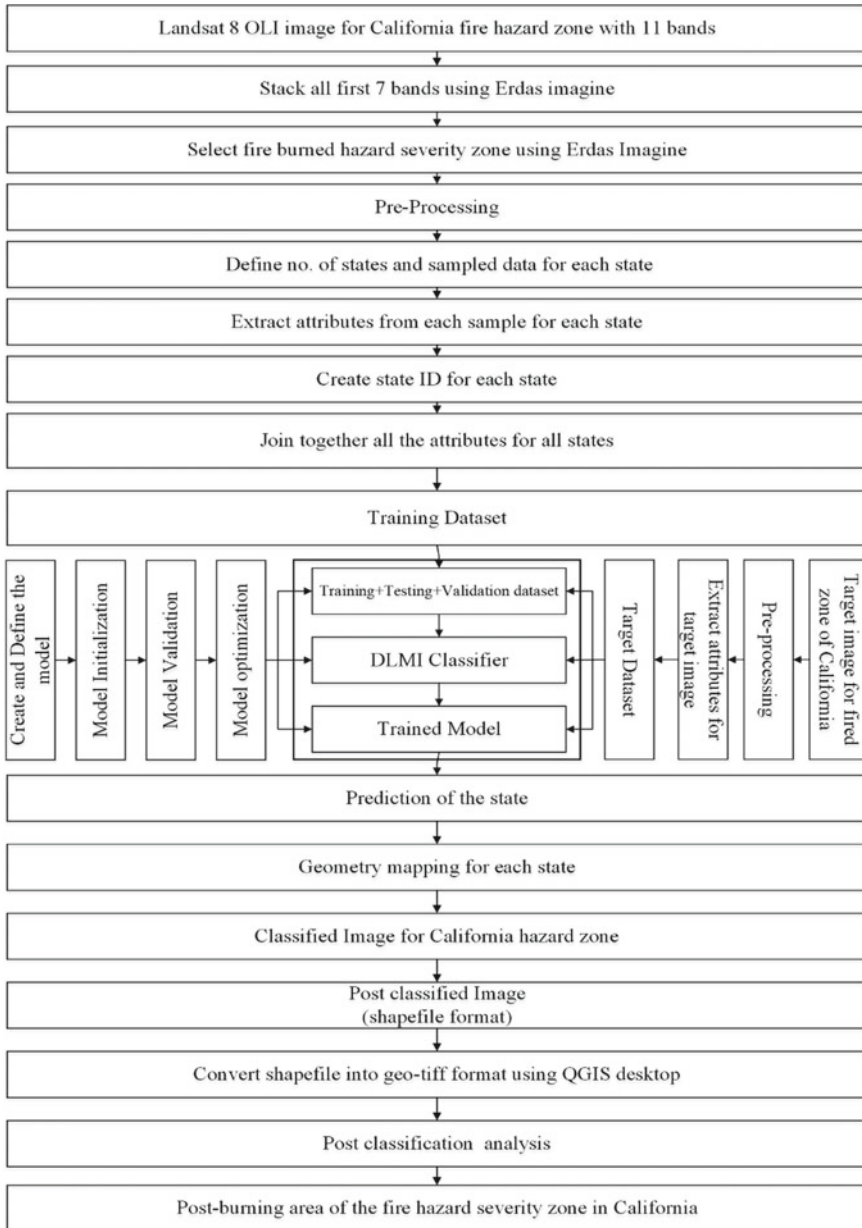 Landsat 8 OLI image for California fire hazard zone with 11 bands
Stack all first 7 bands using Erdas imagine
Select fire burned hazard severity zone using Erdas Imagine
Pre-Processing
Define no. of states and sampled data for each state
Extract attributes from each sample for each state
Create state ID for each state
Join together all the attributes for all states
Training Dataset
Create and Define the
model
Model Initialization
Model Validation
Model optimization
Training+Testing+Validation dataset
DLMI Classifier
Trained Model
Target Dataset
Extract attributes for
target image
Pre-processing
Target image for fired
zone of California
Prediction of the state
Geometry mapping for each state
Classified Image for California hazard zone
Post classified Image
(shapefile format)
Convert shapefile into geo-tiff format using QGIS desktop
Post classification analysis
Post-burning area of the fire hazard severity zone in California